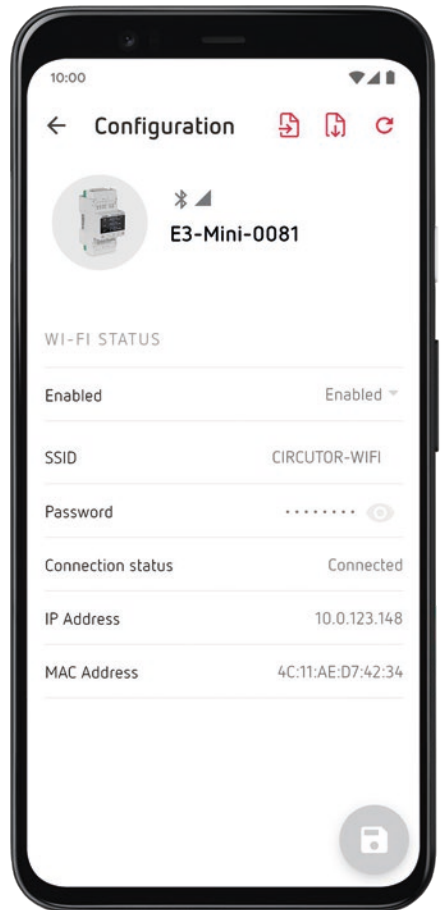 10:00
Configuration
E3-Mini-0081
WI-FI STATUS
Enabled Enabled
SSID CIRCUTOR-WIFI
Password ········
Connection status Connected
IP Address 10.0.123.148
MAC Address 4C:11:AE:D7:42:34